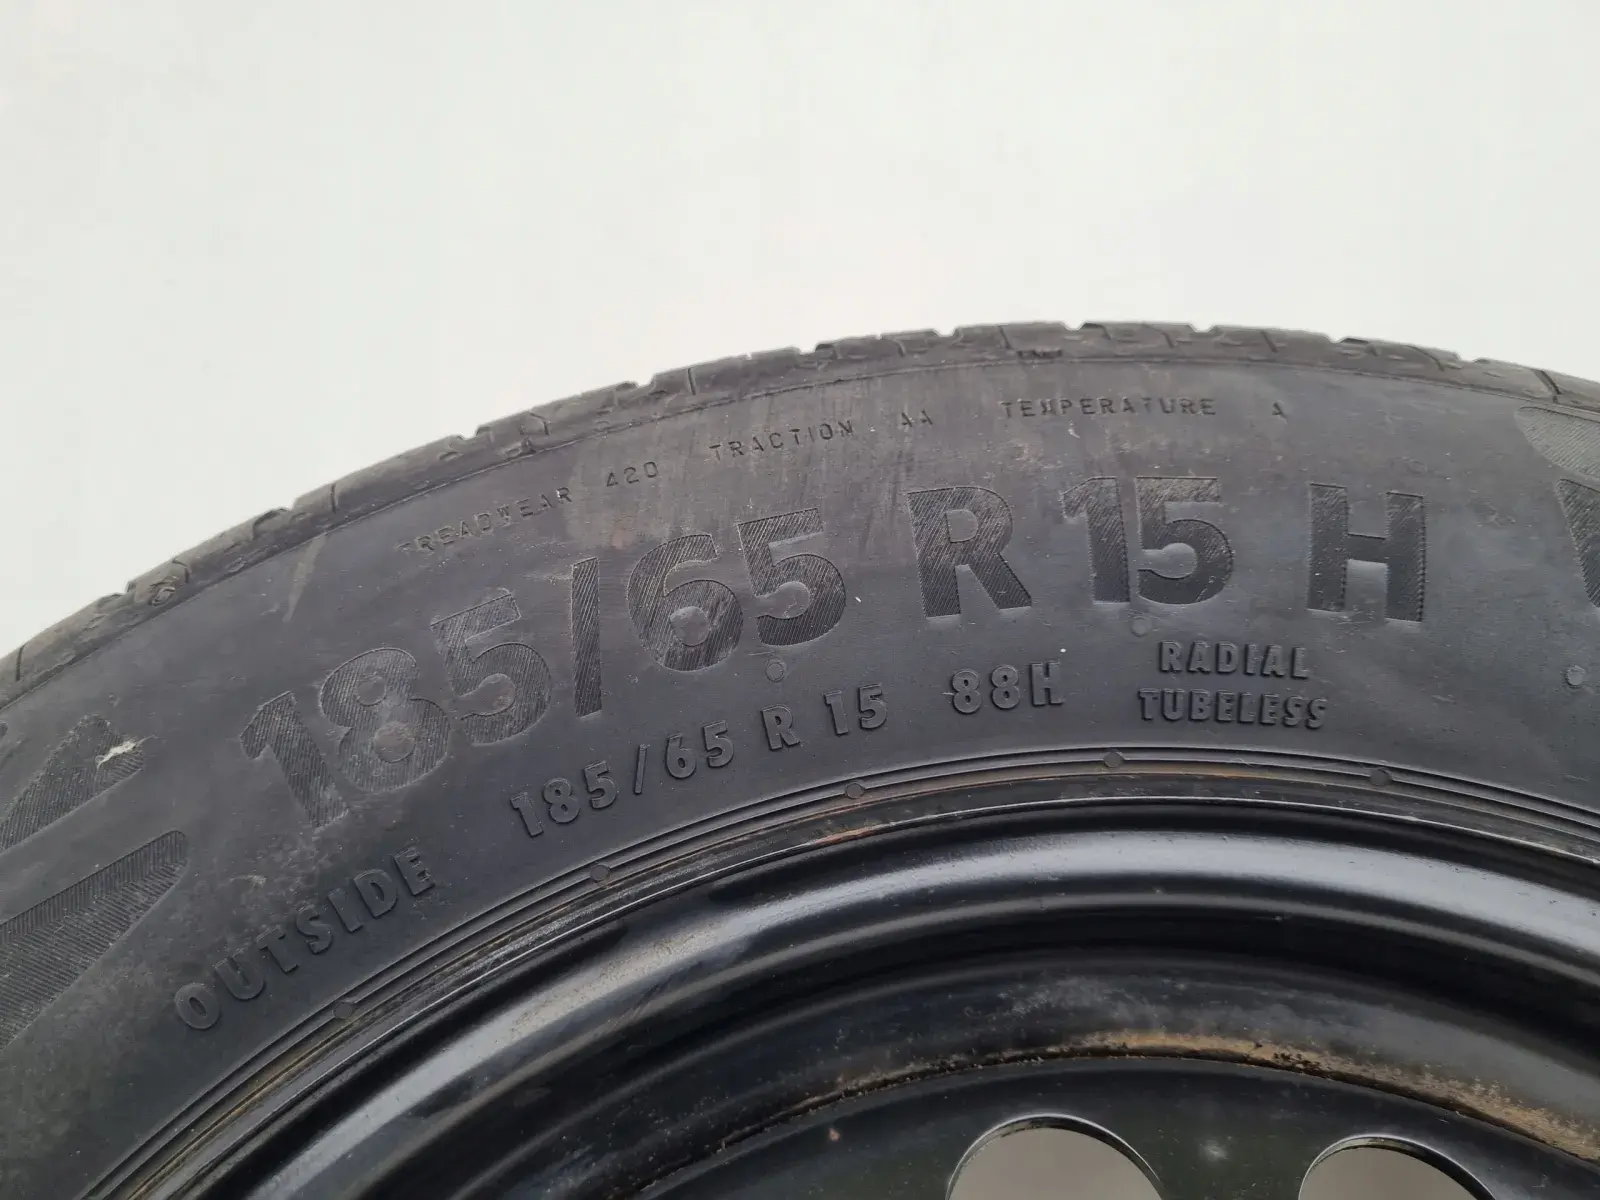 TREADWEAR 420 TRACTION AA TEMPERATURE A
185/65 R 15 H
185/65 R 15 88H
RADIAL
TUBELESS
OUTSIDE